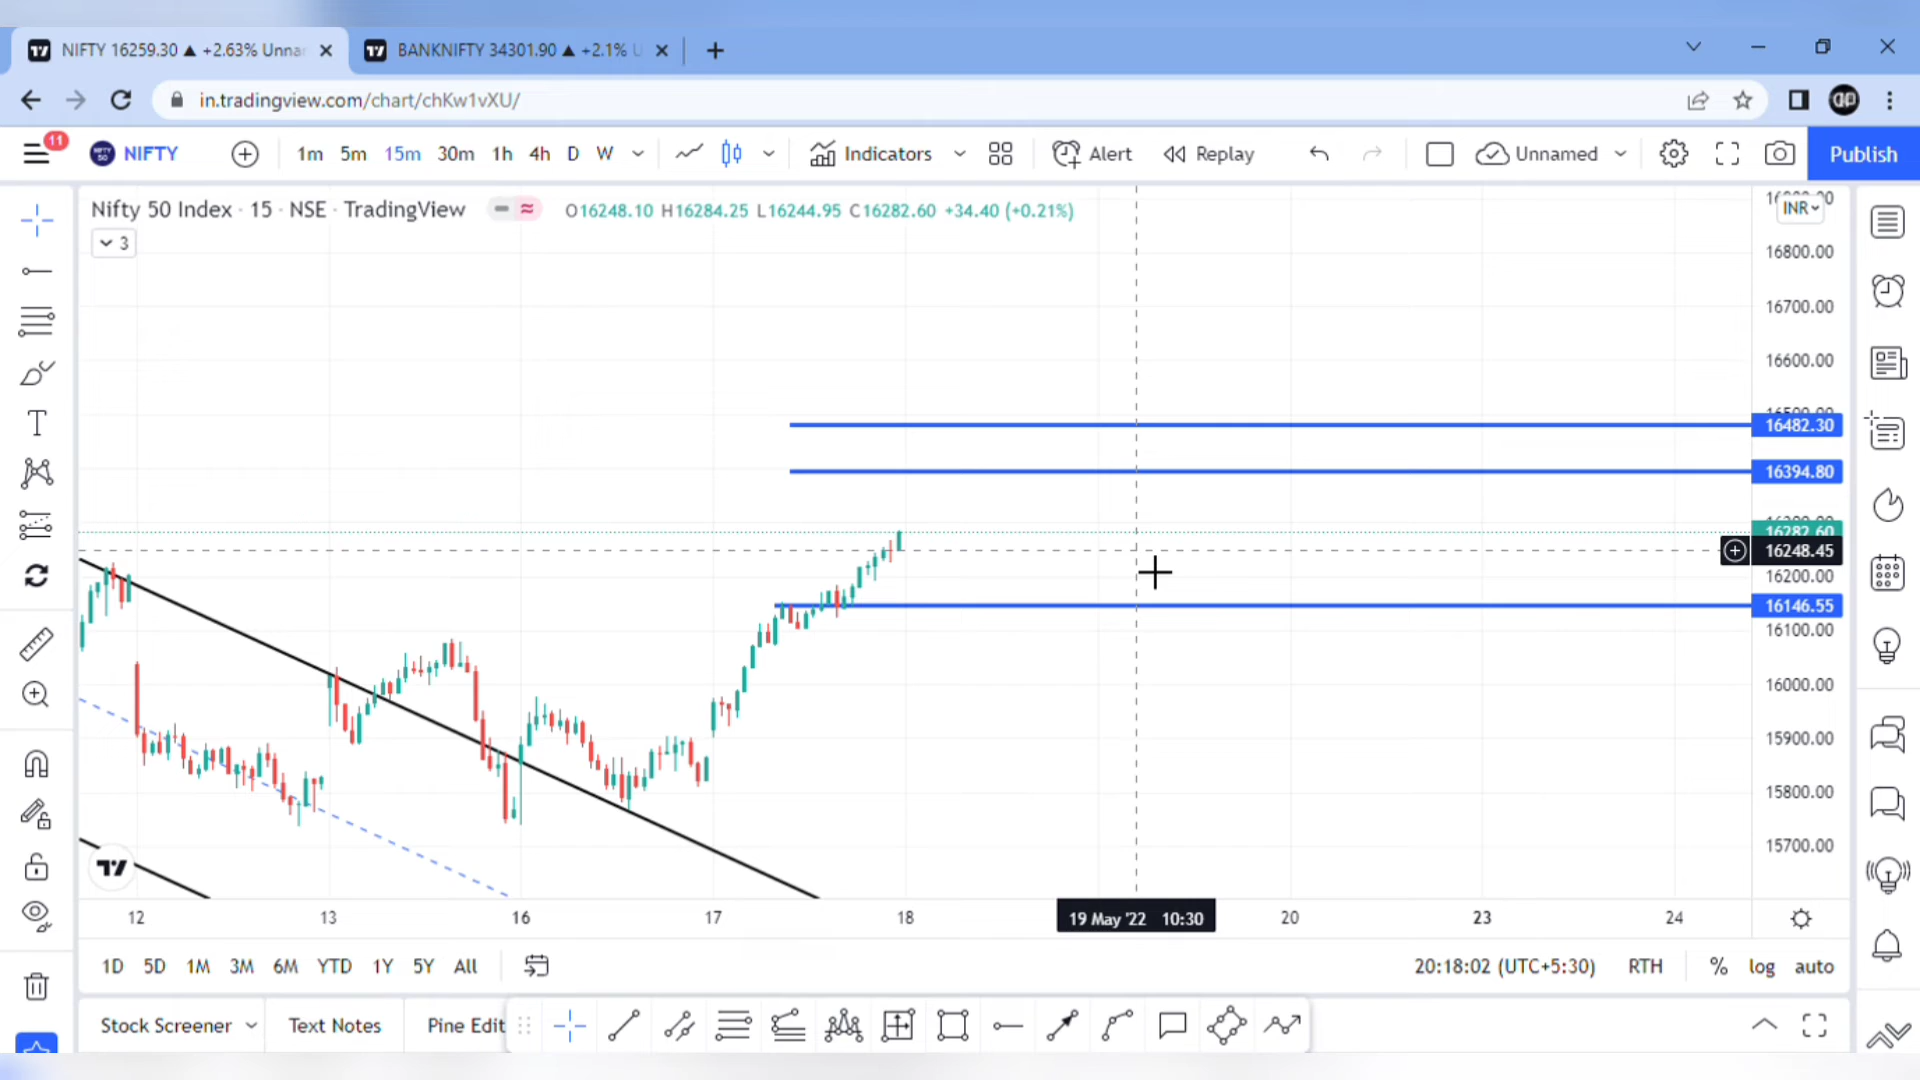 NIFTY 16259.30 ▲ +2.63% Unna
BANKNIFTY 34301.90 ▲ +2.1% U
in.tradingview.com/chart/chKw1vXU/
11
NIFTY 1m 5m 15m 30m 1h 4h D W Indicators Alert Replay Unnamed Publish
Nifty 50 Index · 15 · NSE · TradingView O16248.10 H16284.25 L16244.95 C16282.60 +34.40 (+0.21%)
3
INR
16800.00
16700.00
16600.00
16482.30
16394.80
16282.60
16248.45
16200.00
16146.55
16100.00
16000.00
15900.00
15800.00
15700.00
12 13 16 17 18 19 May '22 10:30 20 23 24
1D 5D 1M 3M 6M YTD 1Y 5Y All 20:18:02 (UTC+5:30) RTH % log auto
Stock Screener Text Notes Pine Edit